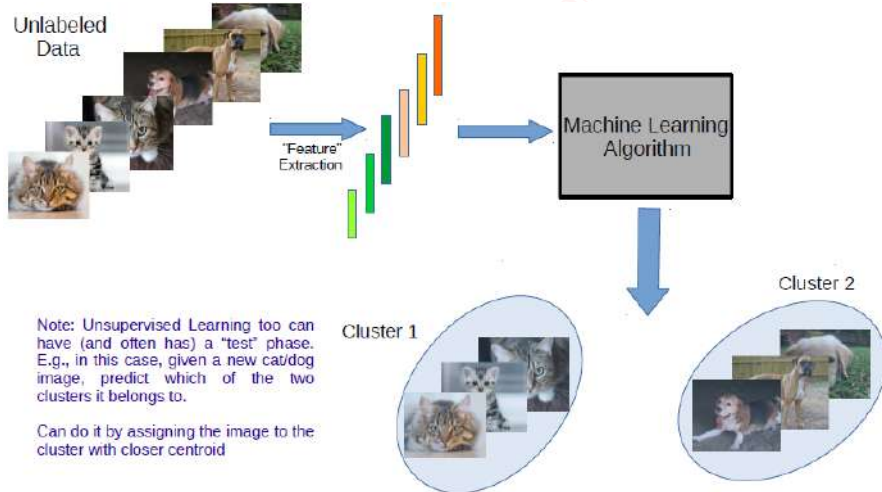 Unlabeled
Data
"Feature"
Extraction
Machine Learning
Algorithm
Cluster 2
Cluster 1
Note: Unsupervised Learning too can
have (and often has) a "test" phase.
E.g., in this case, given a new cat/dog
image, predict which of the two
clusters it belongs to.
Can do it by assigning the image to the
cluster with closer centroid